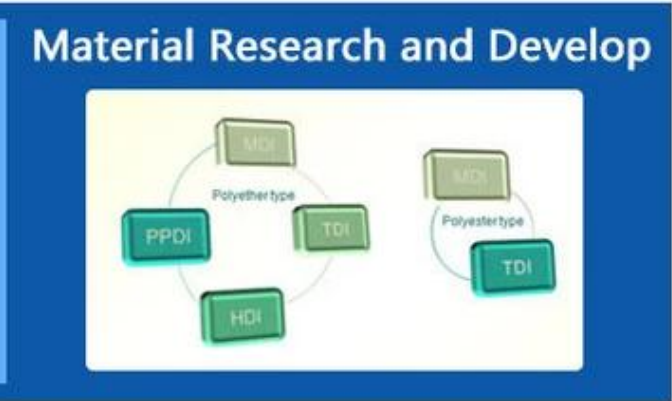 Material Research and Develop
MDI
Polyether type
PPDI
TDI
HDI
MDI
Polyester type
TDI